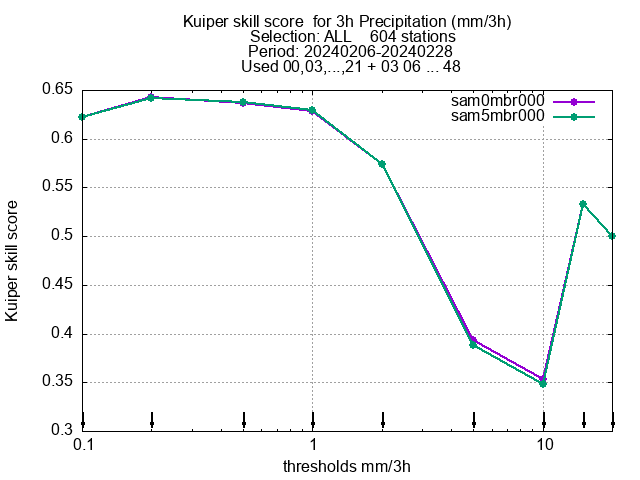 Kuiper skill score  for 3h Precipitation (mm/3h)
Selection: ALL    604 stations
Period: 20240206-20240228
Used 00,03,...,21 + 03 06 ... 48
sam0mbr000
sam5mbr000
0.65
0.6
0.55
0.5
0.45
0.4
0.35
0.3
Kuiper skill score
0.1 1 10
thresholds mm/3h